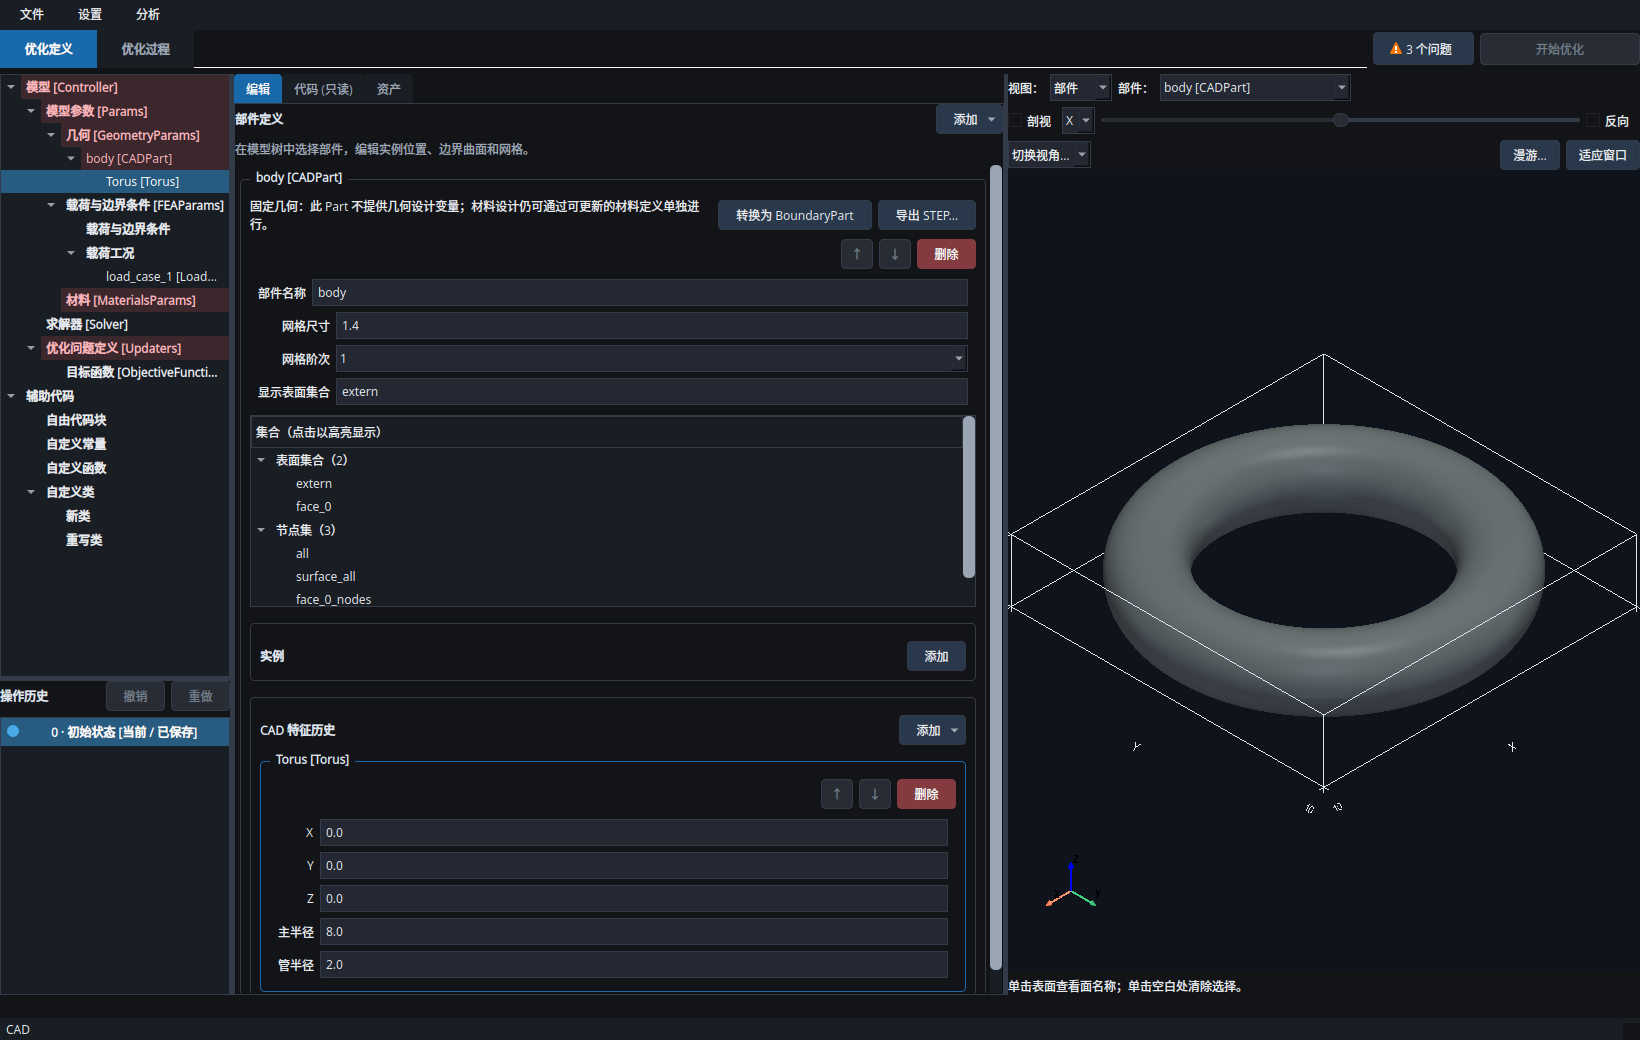 文件 设置 分析
优化定义 优化过程 3 个问题 开始优化
模型 [Controller]
模型参数 [Params]
几何 [GeometryParams]
body [CADPart]
Torus [Torus]
载荷与边界条件 [FEAParams]
载荷与边界条件
载荷工况
load_case_1 [Load...
材料 [MaterialsParams]
求解器 [Solver]
优化问题定义 [Updaters]
目标函数 [ObjectiveFuncti...
辅助代码
自由代码块
自定义常量
自定义函数
自定义类
新类
重写类
操作历史 撤销 重做
0 · 初始状态 [当前 / 已保存]
编辑 代码 (只读) 资产
部件定义 添加
在模型树中选择部件，编辑实例位置、边界曲面和网格。
body [CADPart]
固定几何：此 Part 不提供几何设计变量；材料设计仍可通过可更新的材料定义单独进
行。
转换为 BoundaryPart 导出 STEP...
↑ ↓ 删除
部件名称 body
网格尺寸 1.4
网格阶次 1
显示表面集合 extern
集合（点击以高亮显示）
表面集合（2）
extern
face_0
节点集（3）
all
surface_all
face_0_nodes
实例 添加
CAD 特征历史 添加
Torus [Torus]
↑ ↓ 删除
X 0.0
Y 0.0
Z 0.0
主半径 8.0
管半径 2.0
视图： 部件 部件： body [CADPart]
剖视 X 反向
切换视角... 漫游... 适应窗口
Y X
Z
单击表面查看面名称；单击空白处清除选择。
CAD